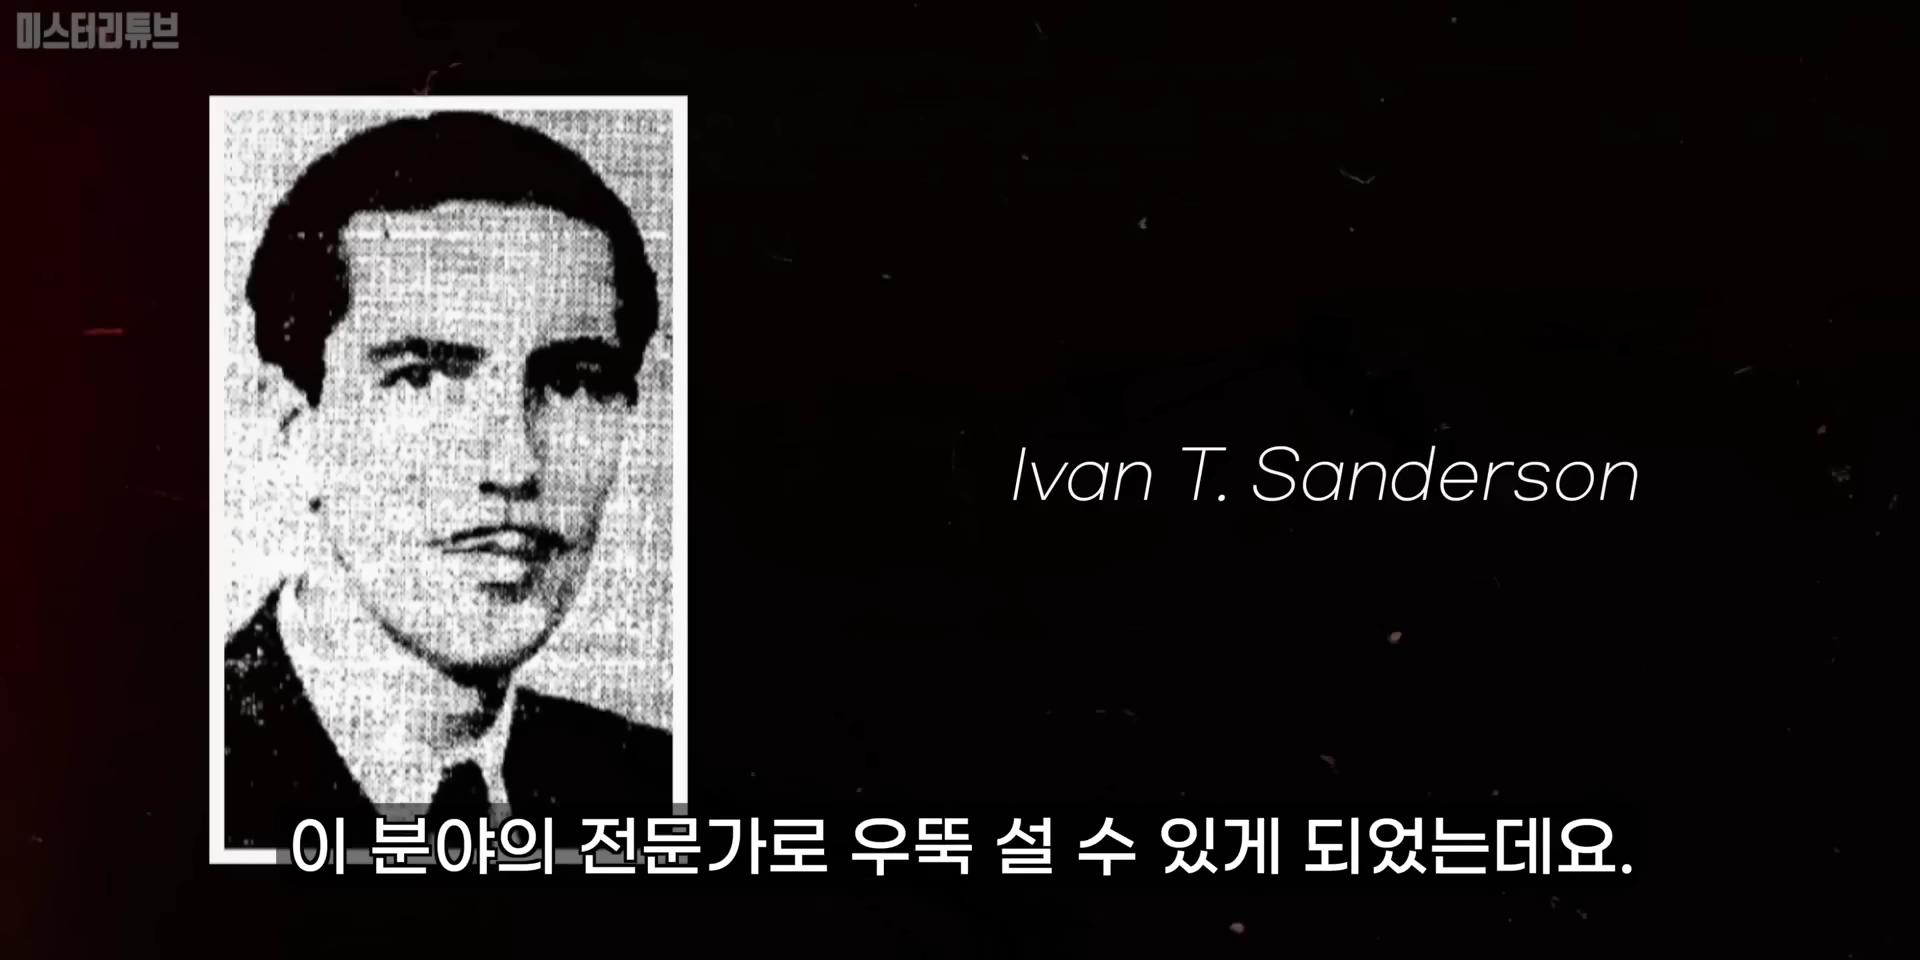 미스터리튜브
Ivan T. Sanderson
이 분야의 전문가로 우뚝 설 수 있게 되었는데요.